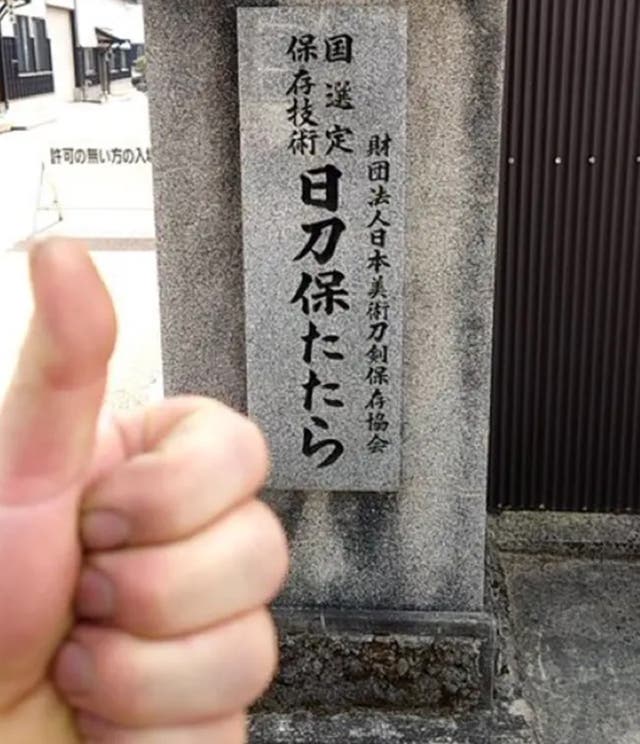 国選定
保存技術
財団法人日本美術刀剣保存協会
日刀保たたら
許可の無い方の入